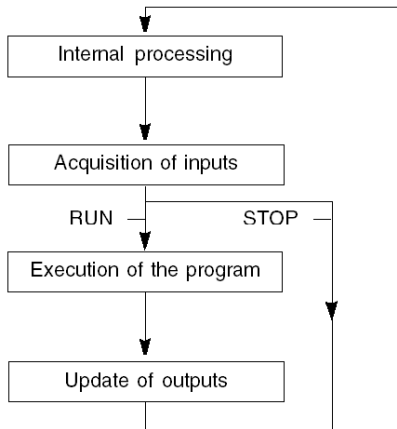 Internal processing
Acquisition of inputs
RUN
STOP
Execution of the program
Update of outputs